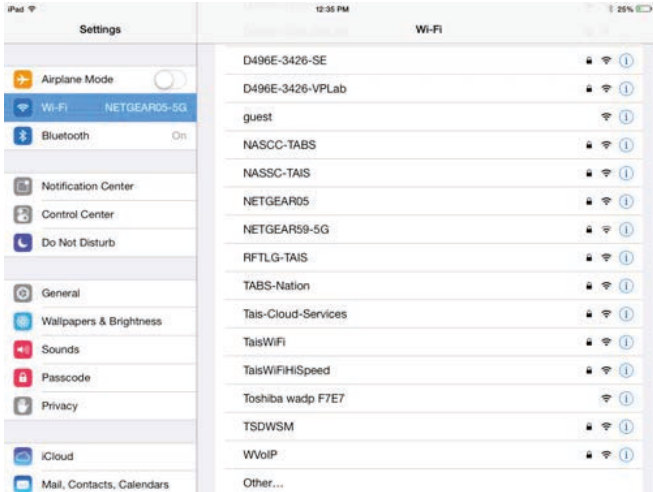 iPad 12:35 PM 25%
Settings
Wi-Fi
Airplane Mode
Wi-Fi NETGEAR05-5G
Bluetooth On
Notification Center
Control Center
Do Not Disturb
General
Wallpapers & Brightness
Sounds
Passcode
Privacy
iCloud
Mail, Contacts, Calendars
D496E-3426-SE
D496E-3426-VPLab
guest
NASCC-TABS
NASSC-TAIS
NETGEAR05
NETGEAR59-5G
RFTLG-TAIS
TABS-Nation
Tais-Cloud-Services
TaisWiFi
TaisWiFiHiSpeed
Toshiba wadp F7E7
TSDWSM
WVoIP
Other...